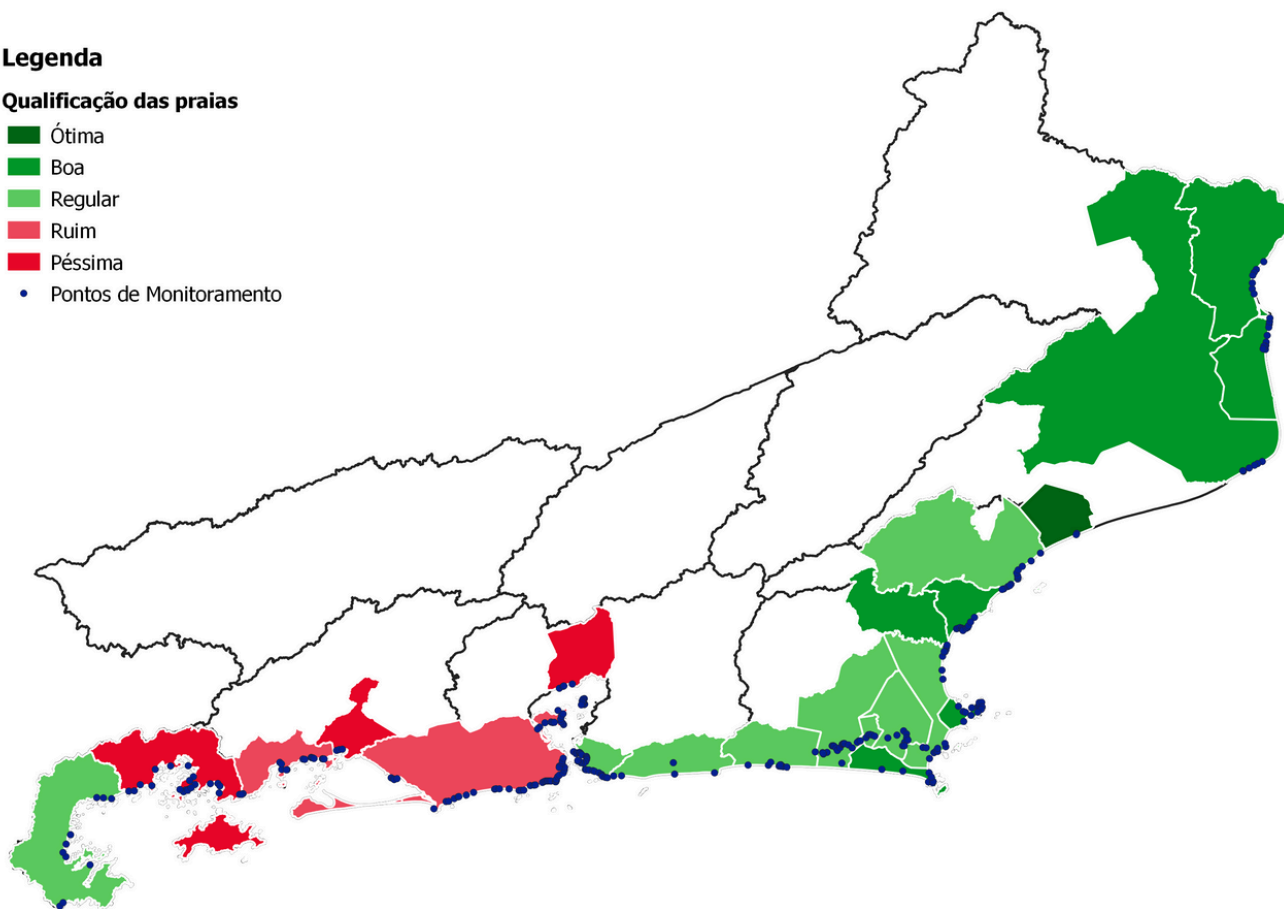 Legenda
Qualificação das praias
Ótima
Boa
Regular
Ruim
Péssima
Pontos de Monitoramento